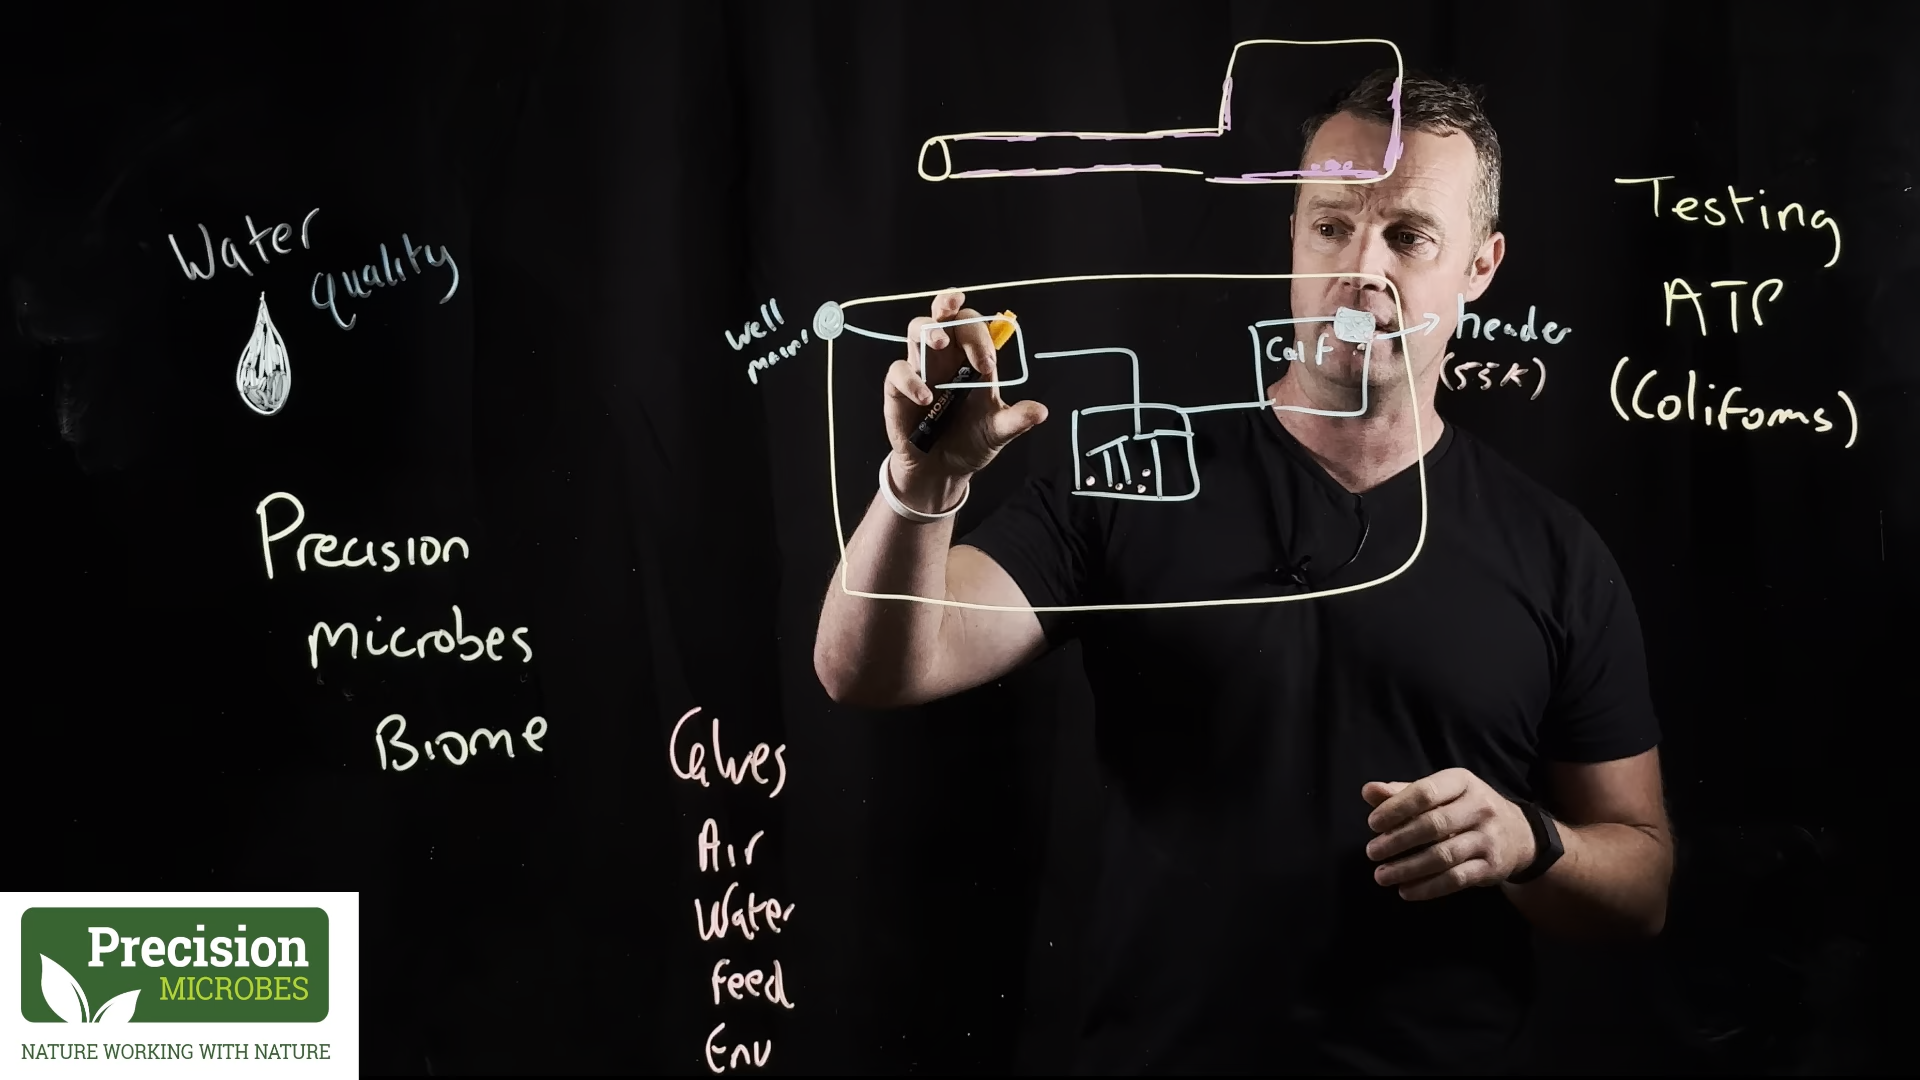 Water
quality
Precision
Microbes
Biome
Calves
Air
Water
Feed
Env
well
mains
Calf
header
(55K)
Testing
ATP
(Coliforms)
NEON
Precision
MICROBES
NATURE WORKING WITH NATURE